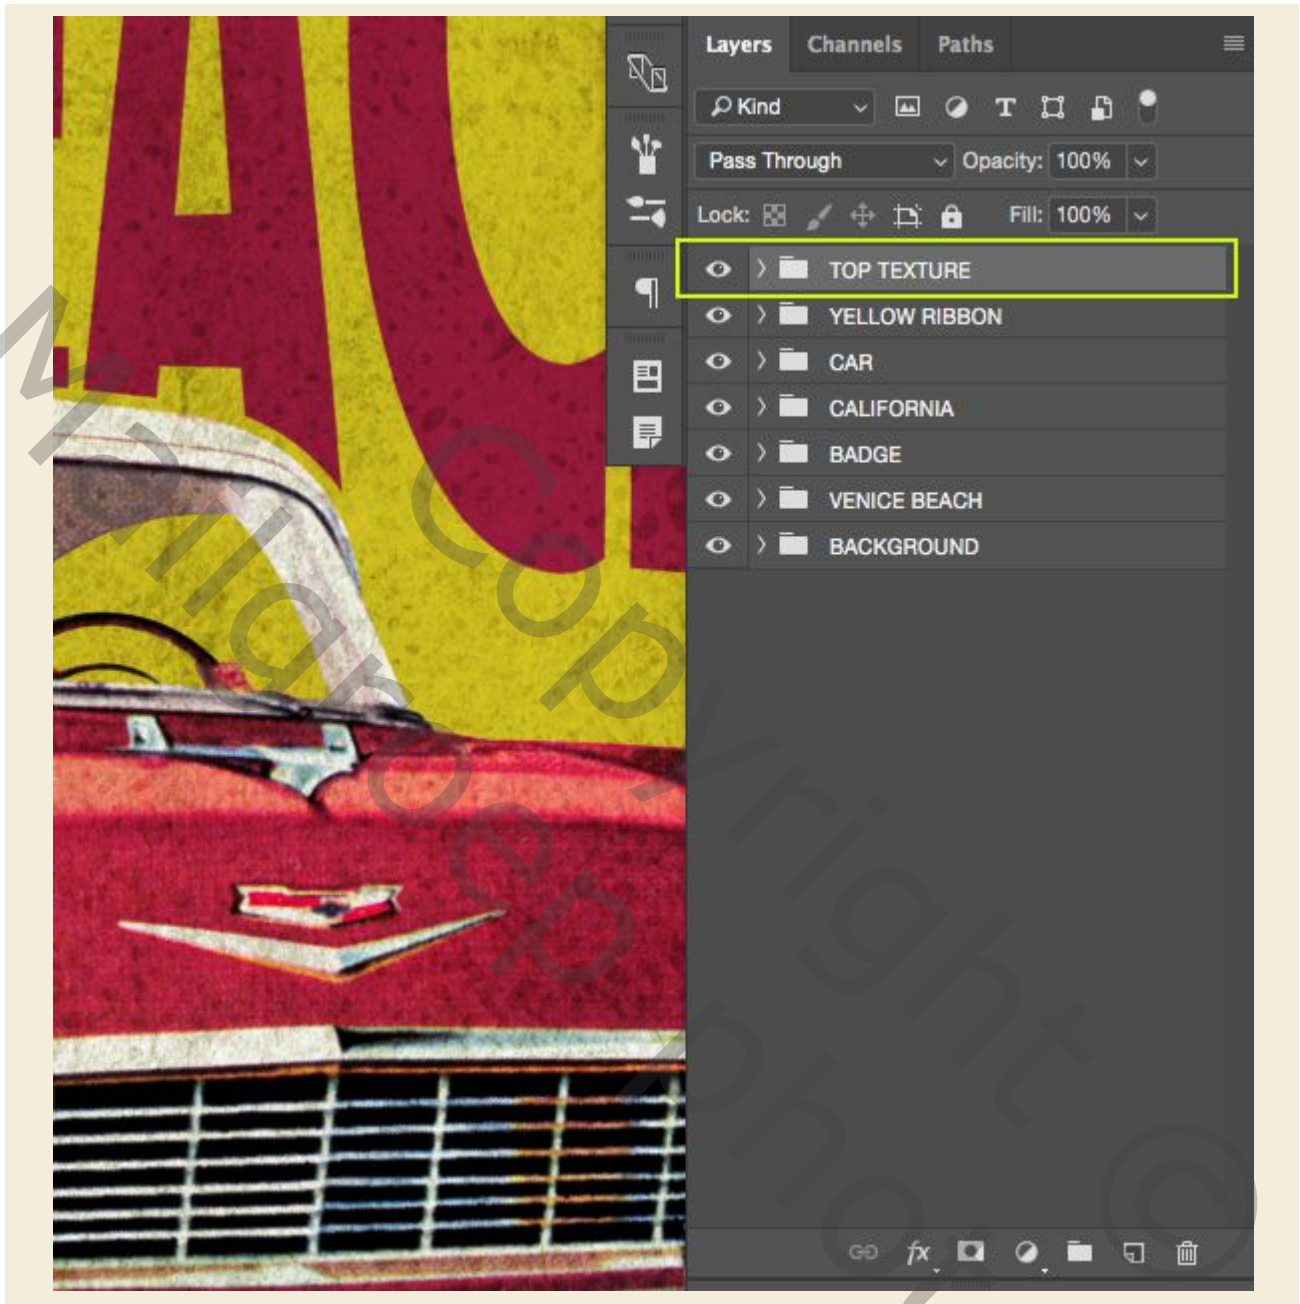 EAC
Layers Channels Paths
Kind
Pass Through Opacity: 100%
Lock: Fill: 100%
TOP TEXTURE
YELLOW RIBBON
CAR
CALIFORNIA
BADGE
VENICE BEACH
BACKGROUND
fx
Copyright ©